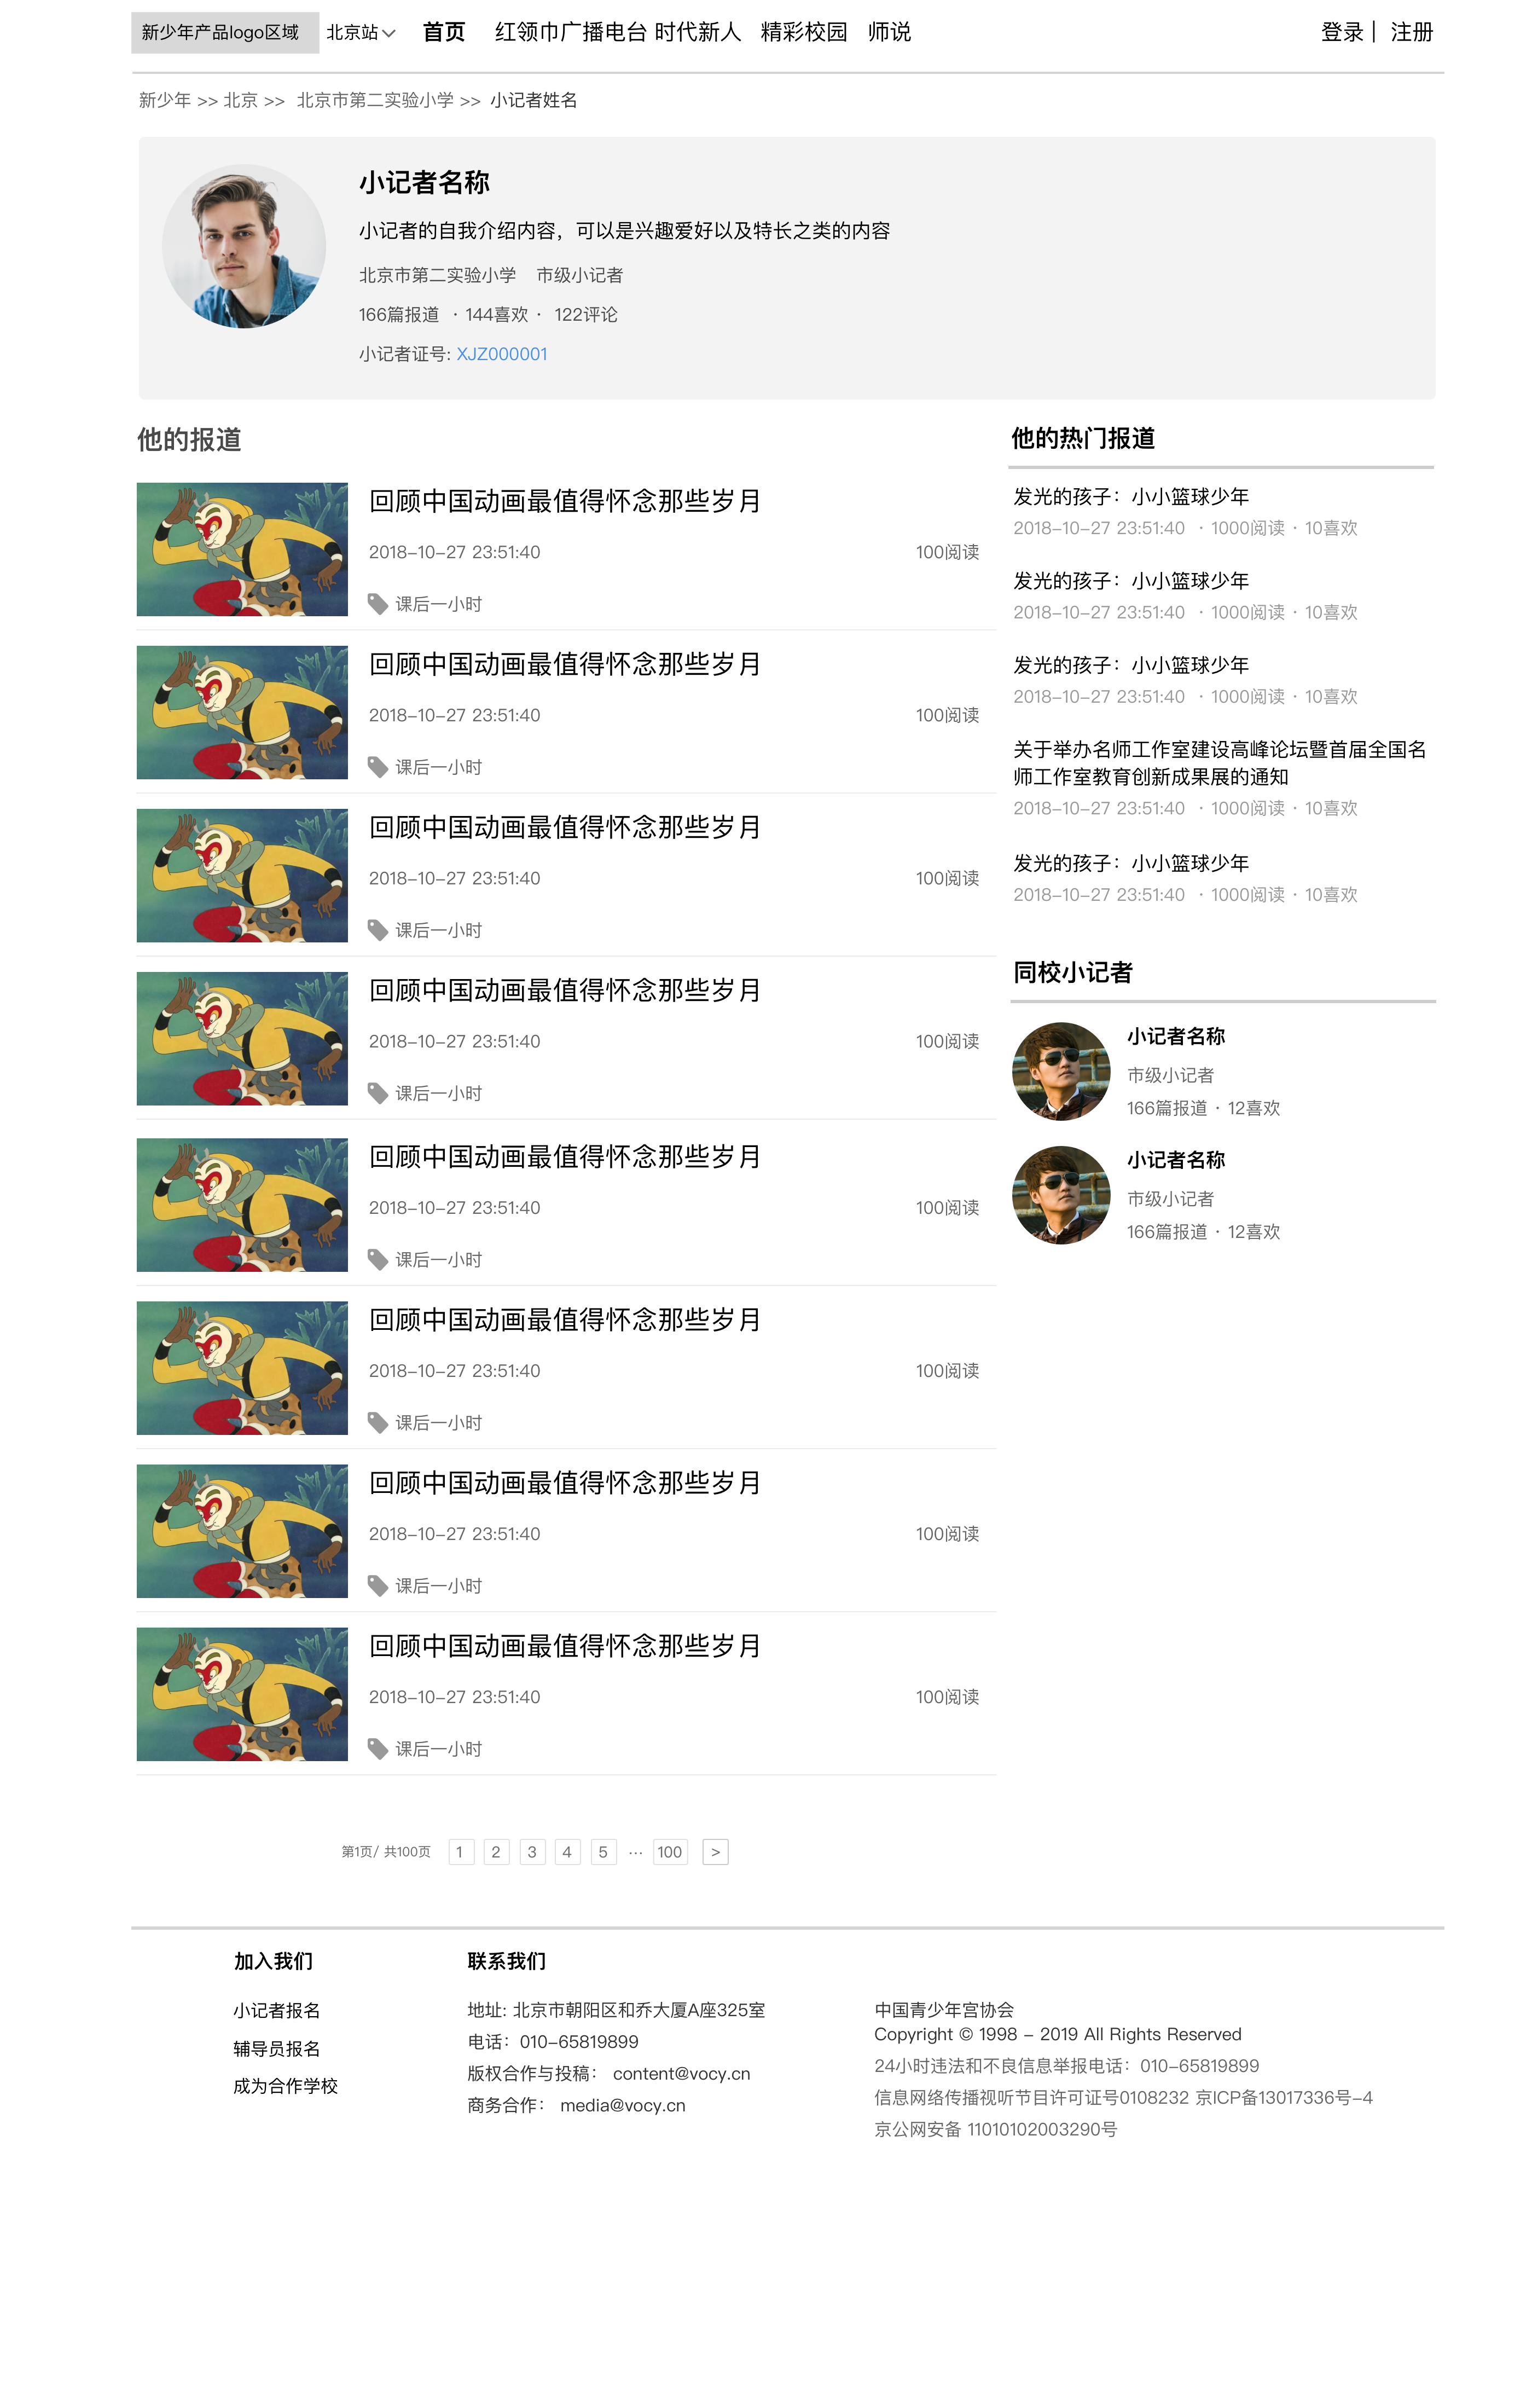 新少年产品logo区域 北京站 首页 红领巾广播电台 时代新人 精彩校园 师说 登录 | 注册
新少年 >> 北京 >> 北京市第二实验小学 >> 小记者姓名
小记者名称
小记者的自我介绍内容，可以是兴趣爱好以及特长之类的内容
北京市第二实验小学 市级小记者
166篇报道 · 144喜欢 · 122评论
小记者证号: XJZ000001
他的报道
回顾中国动画最值得怀念那些岁月
2018-10-27 23:51:40 100阅读
课后一小时
回顾中国动画最值得怀念那些岁月
2018-10-27 23:51:40 100阅读
课后一小时
回顾中国动画最值得怀念那些岁月
2018-10-27 23:51:40 100阅读
课后一小时
回顾中国动画最值得怀念那些岁月
2018-10-27 23:51:40 100阅读
课后一小时
回顾中国动画最值得怀念那些岁月
2018-10-27 23:51:40 100阅读
课后一小时
回顾中国动画最值得怀念那些岁月
2018-10-27 23:51:40 100阅读
课后一小时
回顾中国动画最值得怀念那些岁月
2018-10-27 23:51:40 100阅读
课后一小时
回顾中国动画最值得怀念那些岁月
2018-10-27 23:51:40 100阅读
课后一小时
第1页/ 共100页 1 2 3 4 5 ··· 100 >
他的热门报道
发光的孩子：小小篮球少年
2018-10-27 23:51:40 · 1000阅读 · 10喜欢
发光的孩子：小小篮球少年
2018-10-27 23:51:40 · 1000阅读 · 10喜欢
发光的孩子：小小篮球少年
2018-10-27 23:51:40 · 1000阅读 · 10喜欢
关于举办名师工作室建设高峰论坛暨首届全国名
师工作室教育创新成果展的通知
2018-10-27 23:51:40 · 1000阅读 · 10喜欢
发光的孩子：小小篮球少年
2018-10-27 23:51:40 · 1000阅读 · 10喜欢
同校小记者
小记者名称
市级小记者
166篇报道 · 12喜欢
小记者名称
市级小记者
166篇报道 · 12喜欢
加入我们
小记者报名
辅导员报名
成为合作学校
联系我们
地址: 北京市朝阳区和乔大厦A座325室
电话：010-65819899
版权合作与投稿： content@vocy.cn
商务合作： media@vocy.cn
中国青少年宫协会
Copyright © 1998 - 2019 All Rights Reserved
24小时违法和不良信息举报电话：010-65819899
信息网络传播视听节目许可证号0108232 京ICP备13017336号-4
京公网安备 11010102003290号